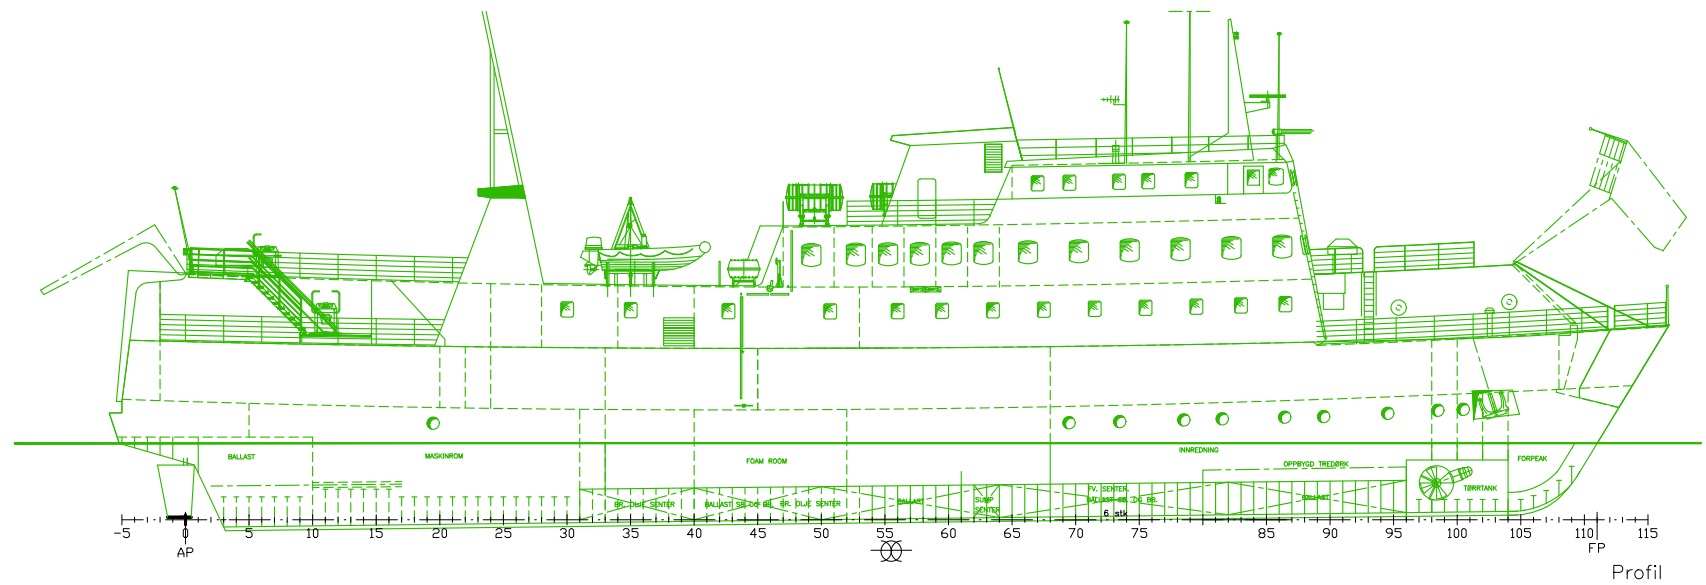 INNREDNING
BALLAST
MASKINROM
FOAM ROOM
OPPBYGD TREDØRK
FORPEAK
TØRRTANK
BR. OLJE SENTER
BALLAST SB. OG BB.
BR. OLJE SENTER
BALLAST
SUMP
SENTER
FV. SENTER.
BALLAST SB. OG BB.
BALLAST
6 stk
-5 0 5 10 15 20 25 30 35 40 45 50 55 60 65 70 75 85 90 95 100 105 110 115
AP
FP
Profil